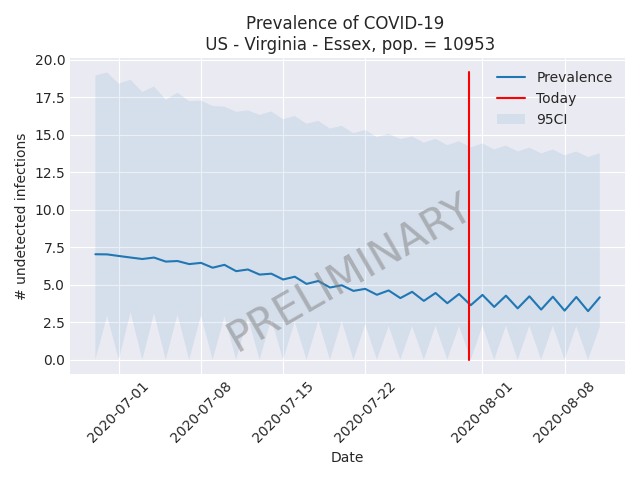 Prevalence of COVID-19
US - Virginia - Essex, pop. = 10953
20.0
17.5
15.0
12.5
10.0
7.5
5.0
2.5
0.0
# undetected infections
Prevalence
Today
95CI
PRELIMINARY
2020-07-01
2020-07-08
2020-07-15
2020-07-22
2020-08-01
2020-08-08
Date